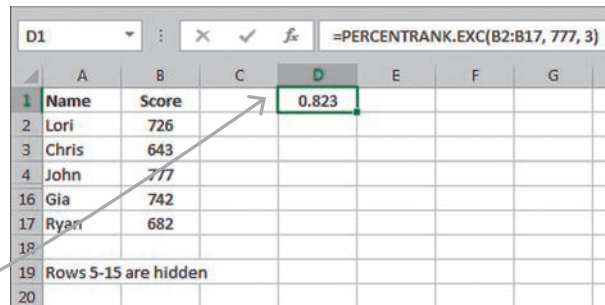 D1 =PERCENTRANK.EXC(B2:B17, 777, 3)
A B C D E F G
1 Name Score 0.823
2 Lori 726
3 Chris 643
4 John 777
16 Gia 742
17 Ryan 682
18
19 Rows 5-15 are hidden
20